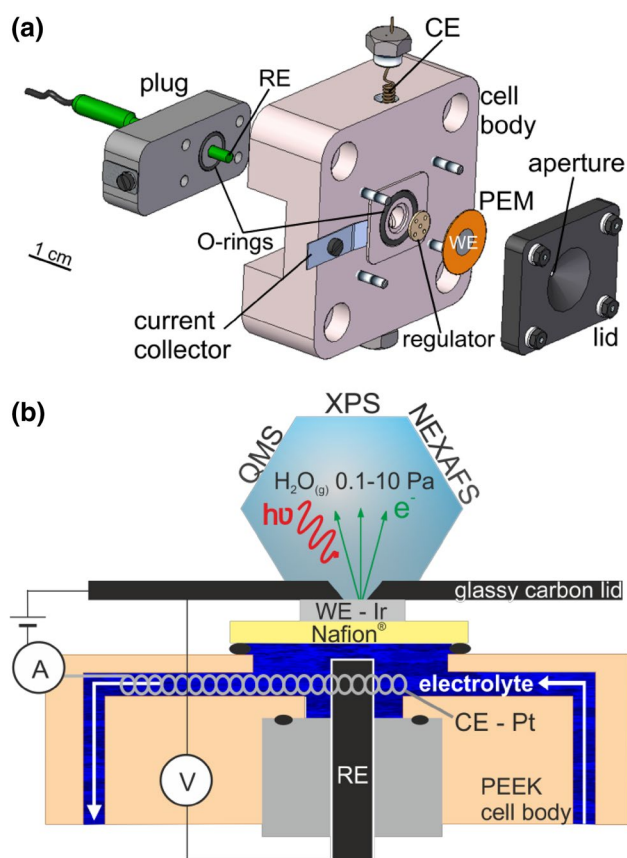 (a)
CE
plug
RE
cell
body
aperture
PEM
WE
O-rings
1 cm
current
collector
regulator
lid
(b)
XPS
QMS
NEXAFS
H₂O₍g₎ 0.1-10 Pa
hυ
e⁻
glassy carbon lid
WE - Ir
Nafion®
A
electrolyte
CE - Pt
V
RE
PEEK
cell body